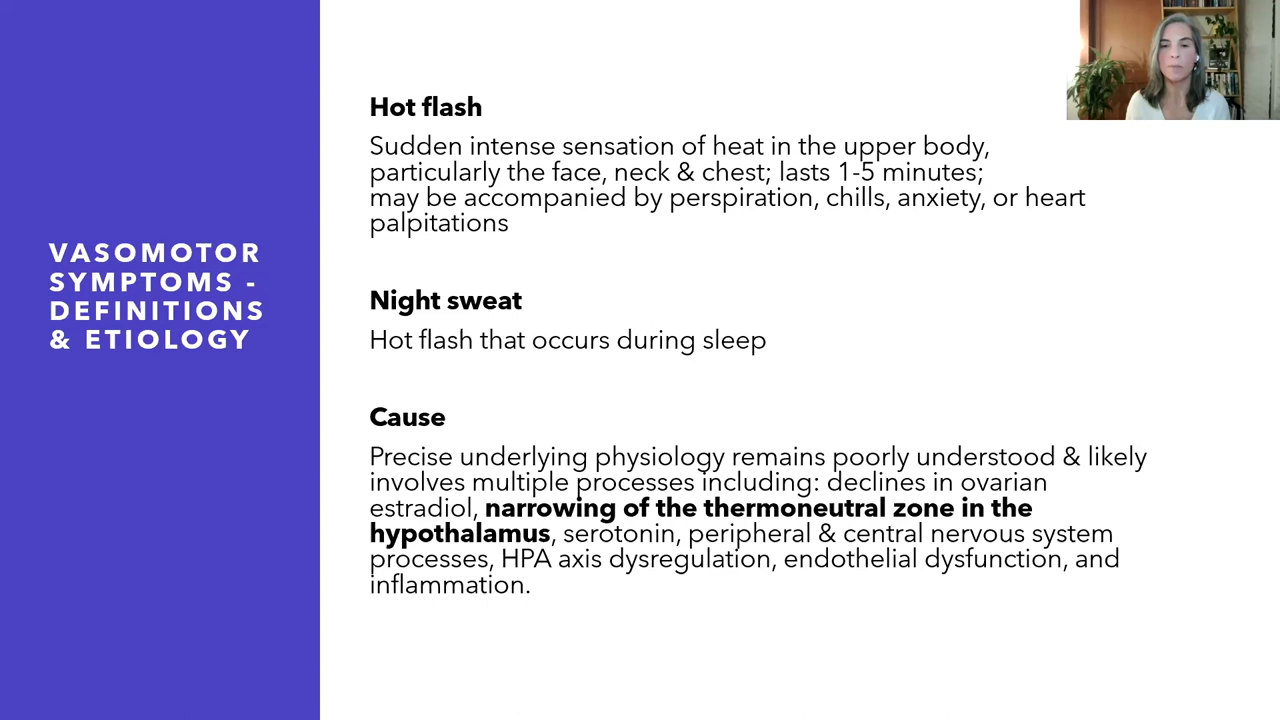 VASOMOTOR
SYMPTOMS -
DEFINITIONS
& ETIOLOGY
Hot flash
Sudden intense sensation of heat in the upper body,
particularly the face, neck & chest; lasts 1-5 minutes;
may be accompanied by perspiration, chills, anxiety, or heart
palpitations
Night sweat
Hot flash that occurs during sleep
Cause
Precise underlying physiology remains poorly understood & likely
involves multiple processes including: declines in ovarian
estradiol, narrowing of the thermoneutral zone in the
hypothalamus, serotonin, peripheral & central nervous system
processes, HPA axis dysregulation, endothelial dysfunction, and
inflammation.